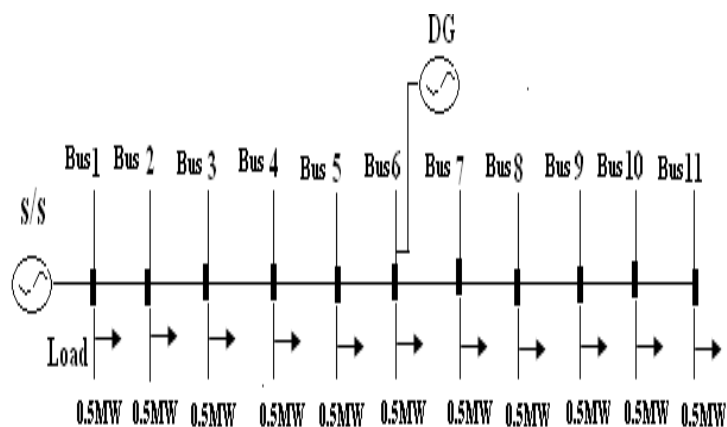 DG
Bus1 Bus 2 Bus 3 Bus 4 Bus 5 Bus6 Bus 7 Bus8 Bus9 Bus10 Bus11
s/s
Load
0.5MW 0.5MW 0.5MW 0.5MW 0.5MW 0.5MW 0.5MW 0.5MW 0.5MW 0.5MW 0.5MW